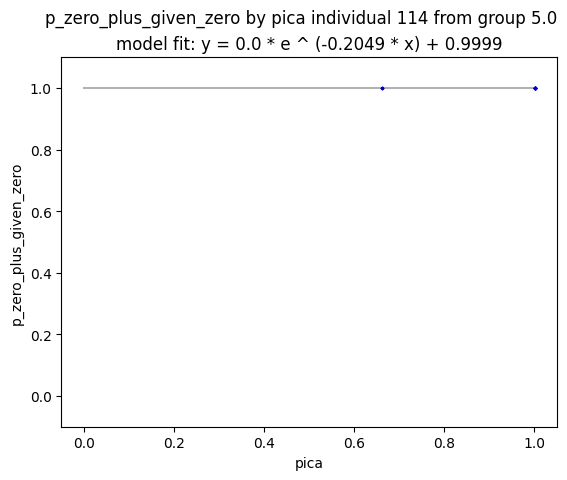 p_zero_plus_given_zero by pica individual 114 from group 5.0
model fit: y = 0.0 * e ^ (-0.2049 * x) + 0.9999
p_zero_plus_given_zero
1.0
0.8
0.6
0.4
0.2
0.0
0.0 0.2 0.4 0.6 0.8 1.0
pica